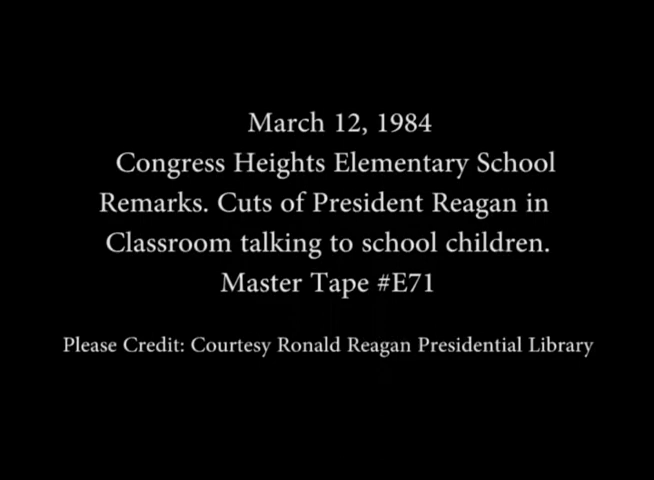 March 12, 1984
Congress Heights Elementary School
Remarks. Cuts of President Reagan in
Classroom talking to school children.
Master Tape #E71
Please Credit: Courtesy Ronald Reagan Presidential Library